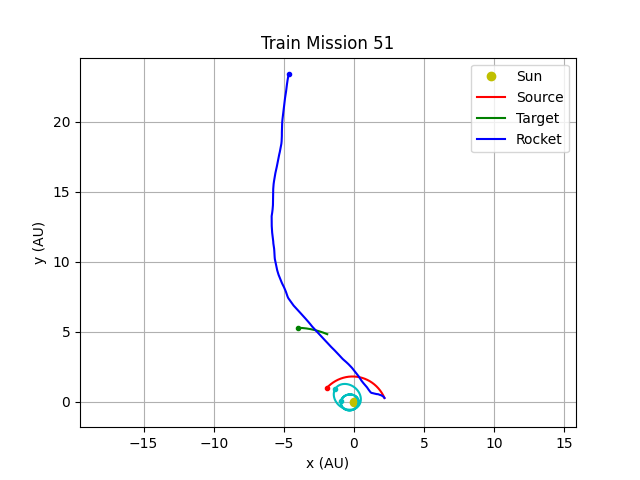 Train Mission 51
Sun
Source
Target
Rocket
20
15
10
5
0
y (AU)
−15
−10
−5
0
5
10
15
x (AU)